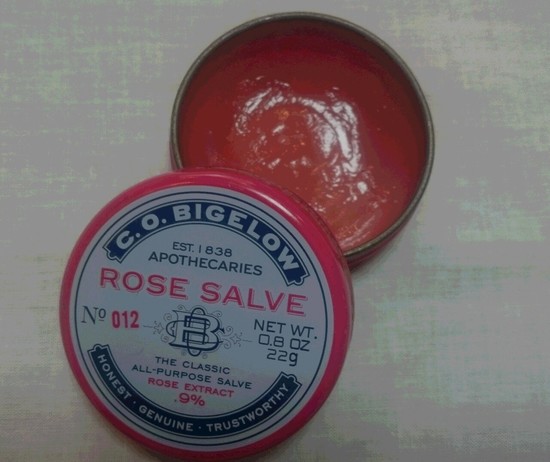 C.O. BIGELOW
EST. 1838
APOTHECARIES
ROSE SALVE
Nº 012
NET WT.
0.8 OZ
22g
THE CLASSIC
ALL-PURPOSE SALVE
ROSE EXTRACT
.9%
HONEST · GENUINE · TRUSTWORTHY